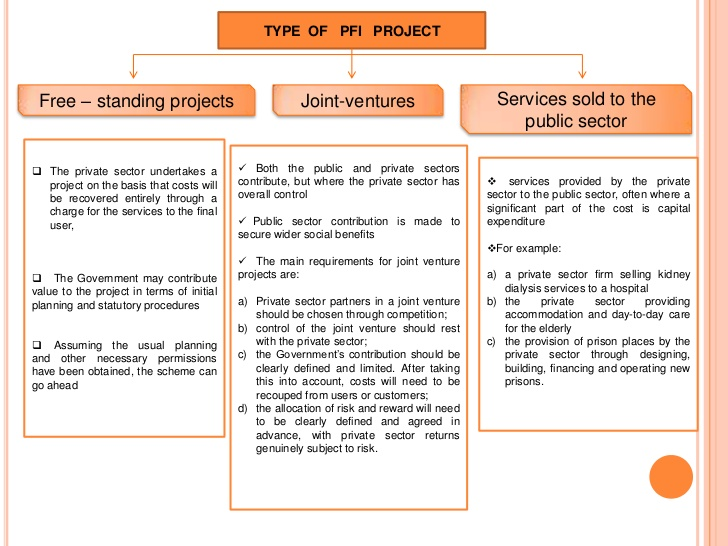 TYPE OF PFI PROJECT
Free – standing projects
Joint-ventures
Services sold to the
public sector
❑ The private sector undertakes a
project on the basis that costs will
be recovered entirely through a
charge for the services to the final
user,
❑ The Government may contribute
value to the project in terms of initial
planning and statutory procedures
❑ Assuming the usual planning
and other necessary permissions
have been obtained, the scheme can
go ahead
✓ Both the public and private sectors
contribute, but where the private sector has
overall control
✓ Public sector contribution is made to
secure wider social benefits
✓ The main requirements for joint venture
projects are:
a) Private sector partners in a joint venture
should be chosen through competition;
b) control of the joint venture should rest
with the private sector;
c) the Government's contribution should be
clearly defined and limited. After taking
this into account, costs will need to be
recouped from users or customers;
d) the allocation of risk and reward will need
to be clearly defined and agreed in
advance, with private sector returns
genuinely subject to risk.
❖ services provided by the private
sector to the public sector, often where a
significant part of the cost is capital
expenditure
❖For example:
a) a private sector firm selling kidney
dialysis services to a hospital
b) the private sector providing
accommodation and day-to-day care
for the elderly
c) the provision of prison places by the
private sector through designing,
building, financing and operating new
prisons.